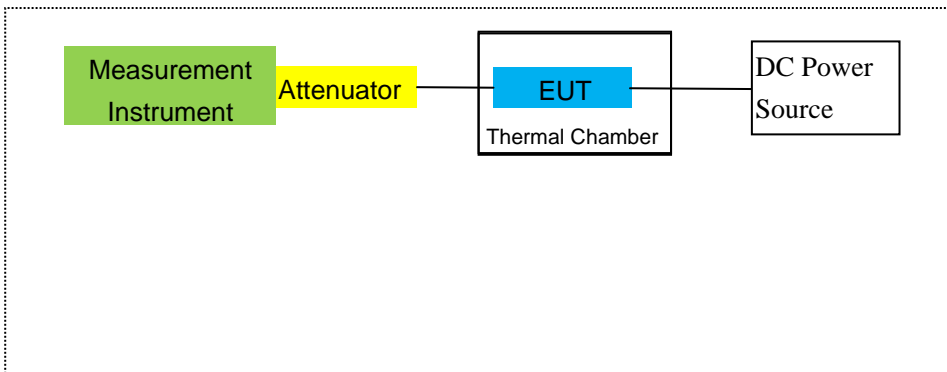 Measurement
Instrument
Attenuator
EUT
Thermal Chamber
DC Power
Source